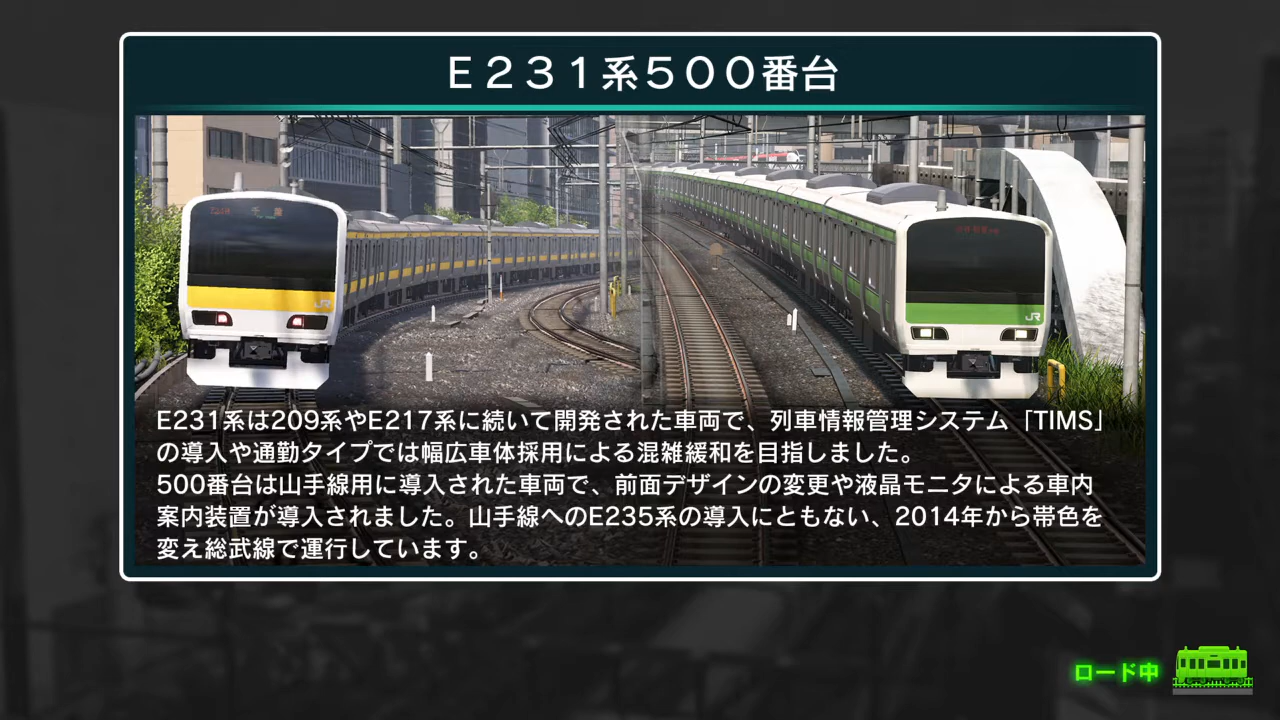 E231系500番台
JR
JR
E231系は209系やE217系に続いて開発された車両で、列車情報管理システム「TIMS」
の導入や通勤タイプでは幅広車体採用による混雑緩和を目指しました。
500番台は山手線用に導入された車両で、前面デザインの変更や液晶モニタによる車内
案内装置が導入されました。山手線へのE235系の導入にともない、2014年から帯色を
変え総武線で運行しています。
ロード中